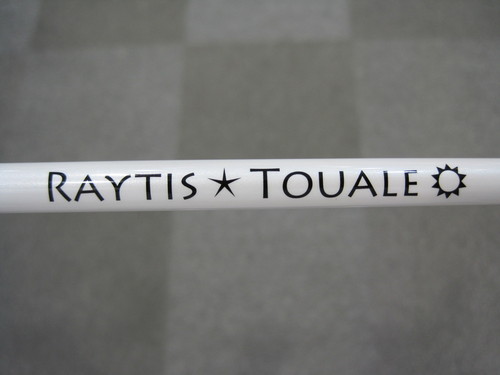 RAYTIS ★ TOUALE ☼